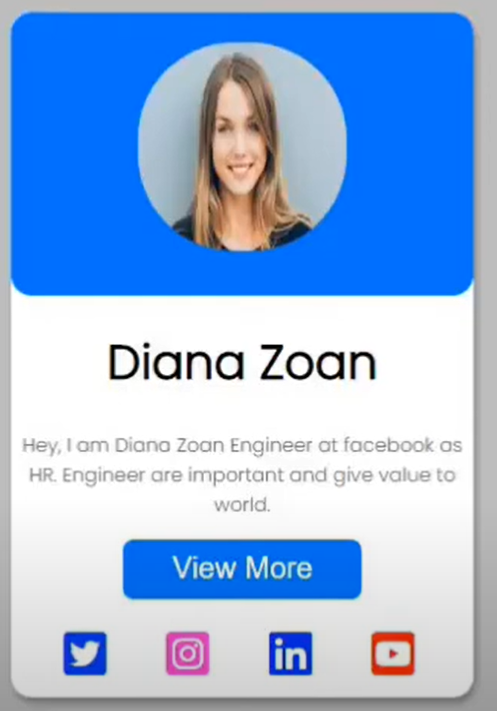 Diana Zoan
Hey, I am Diana Zoan Engineer at facebook as
HR. Engineer are important and give value to
world.
View More
in